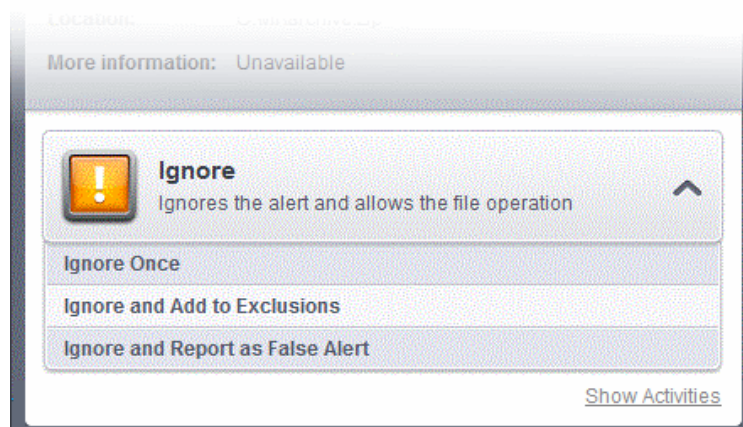 Location:
More information: Unavailable
Ignore
Ignores the alert and allows the file operation
Ignore Once
Ignore and Add to Exclusions
Ignore and Report as False Alert
Show Activities